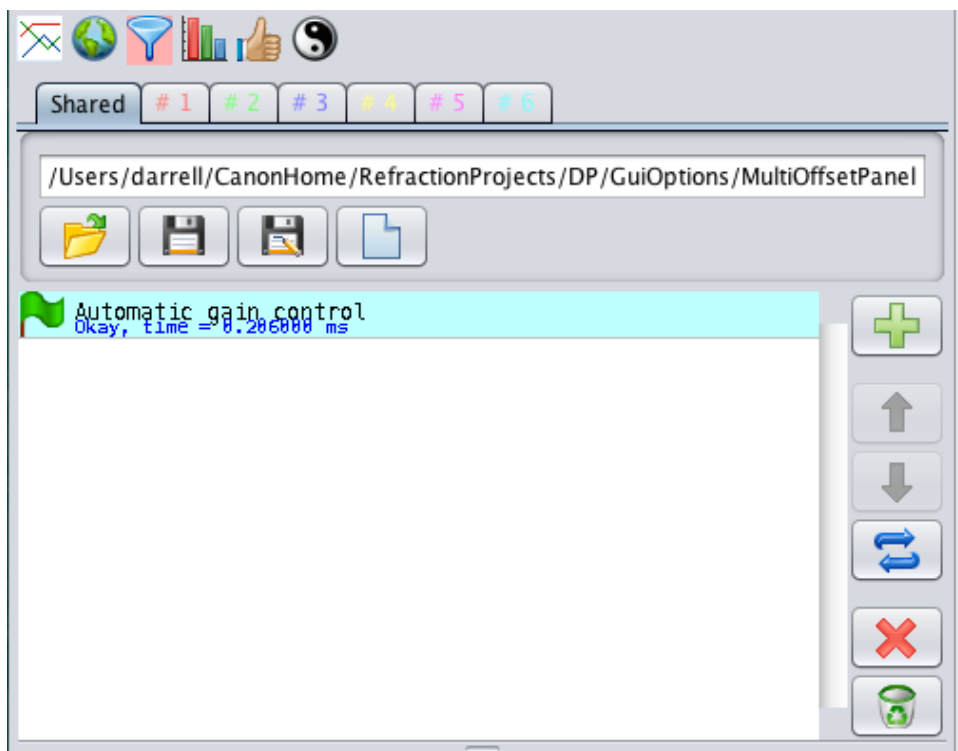 Shared # 1 # 2 # 3 # 4 # 5 # 6
/Users/darrell/CanonHome/RefractionProjects/DP/GuiOptions/MultiOffsetPanel
Automatic gain control
Okay, time = 0.206000 ms